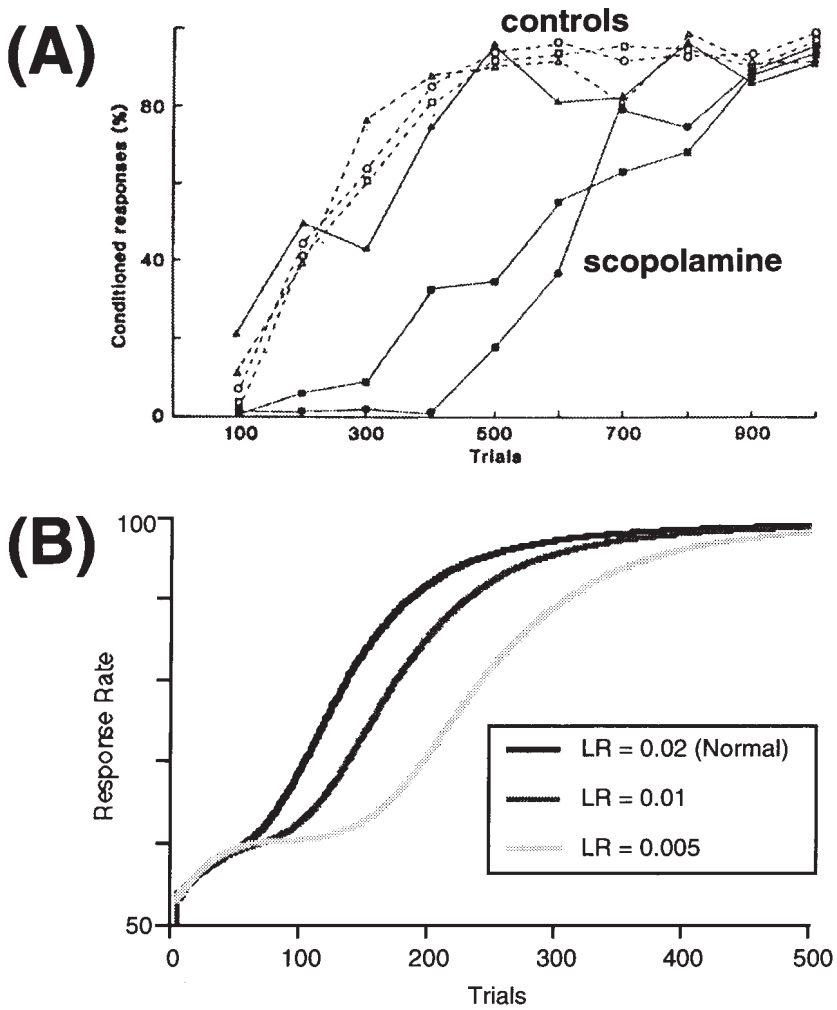 (A)
controls
scopolamine
Conditioned responses (%)
80
40
0
100 300 500 700 900
Trials
(B)
100
50
Response Rate
LR = 0.02 (Normal)
LR = 0.01
LR = 0.005
0 100 200 300 400 500
Trials